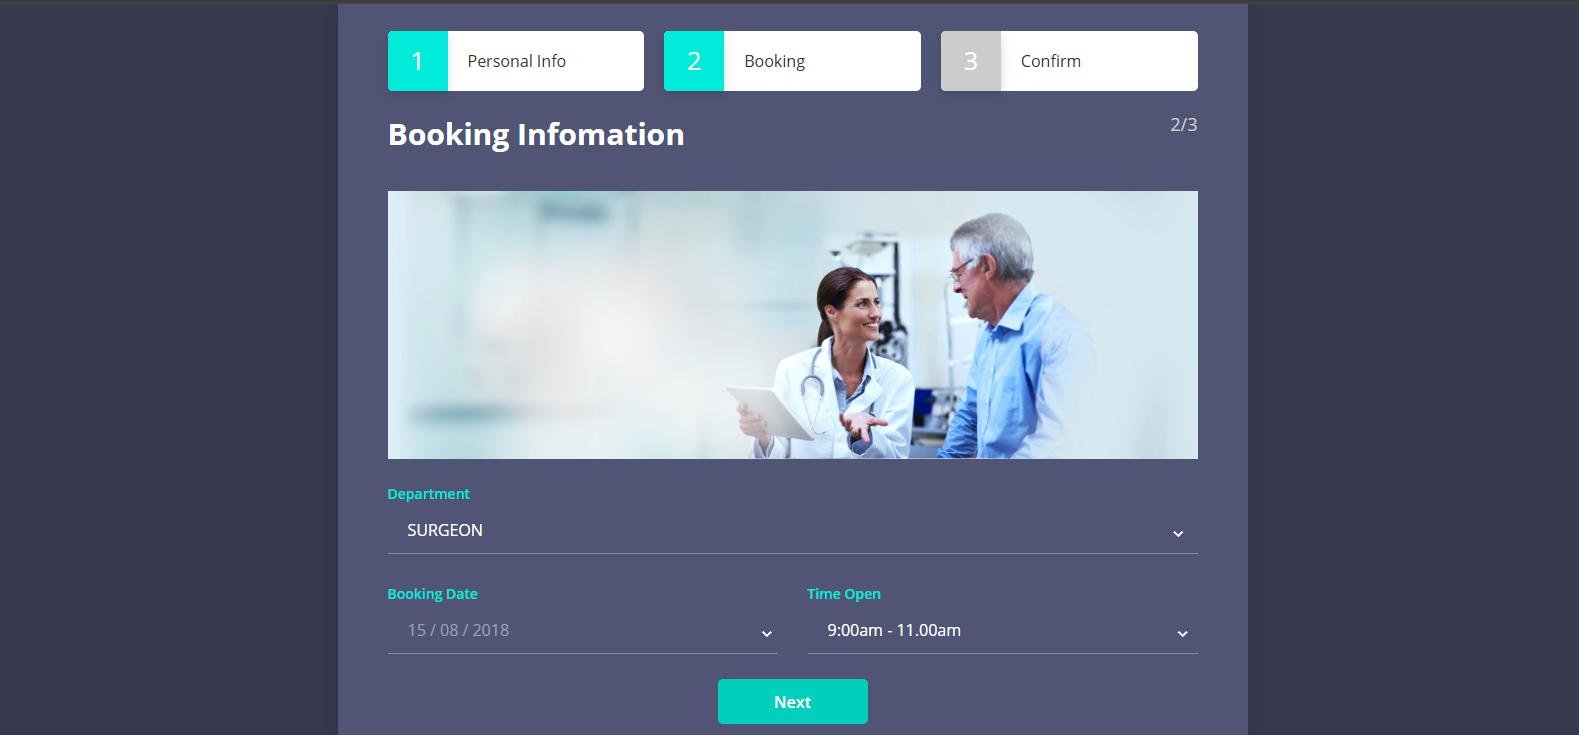 1 Personal Info 2 Booking 3 Confirm
Booking Infomation 2/3
Department
SURGEON
Booking Date Time Open
15 / 08 / 2018 9:00am - 11.00am
Next